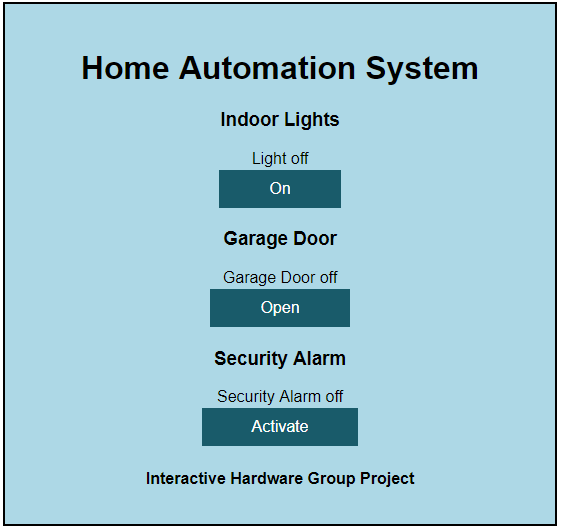 Home Automation System
Indoor Lights
Light off
On
Garage Door
Garage Door off
Open
Security Alarm
Security Alarm off
Activate
Interactive Hardware Group Project